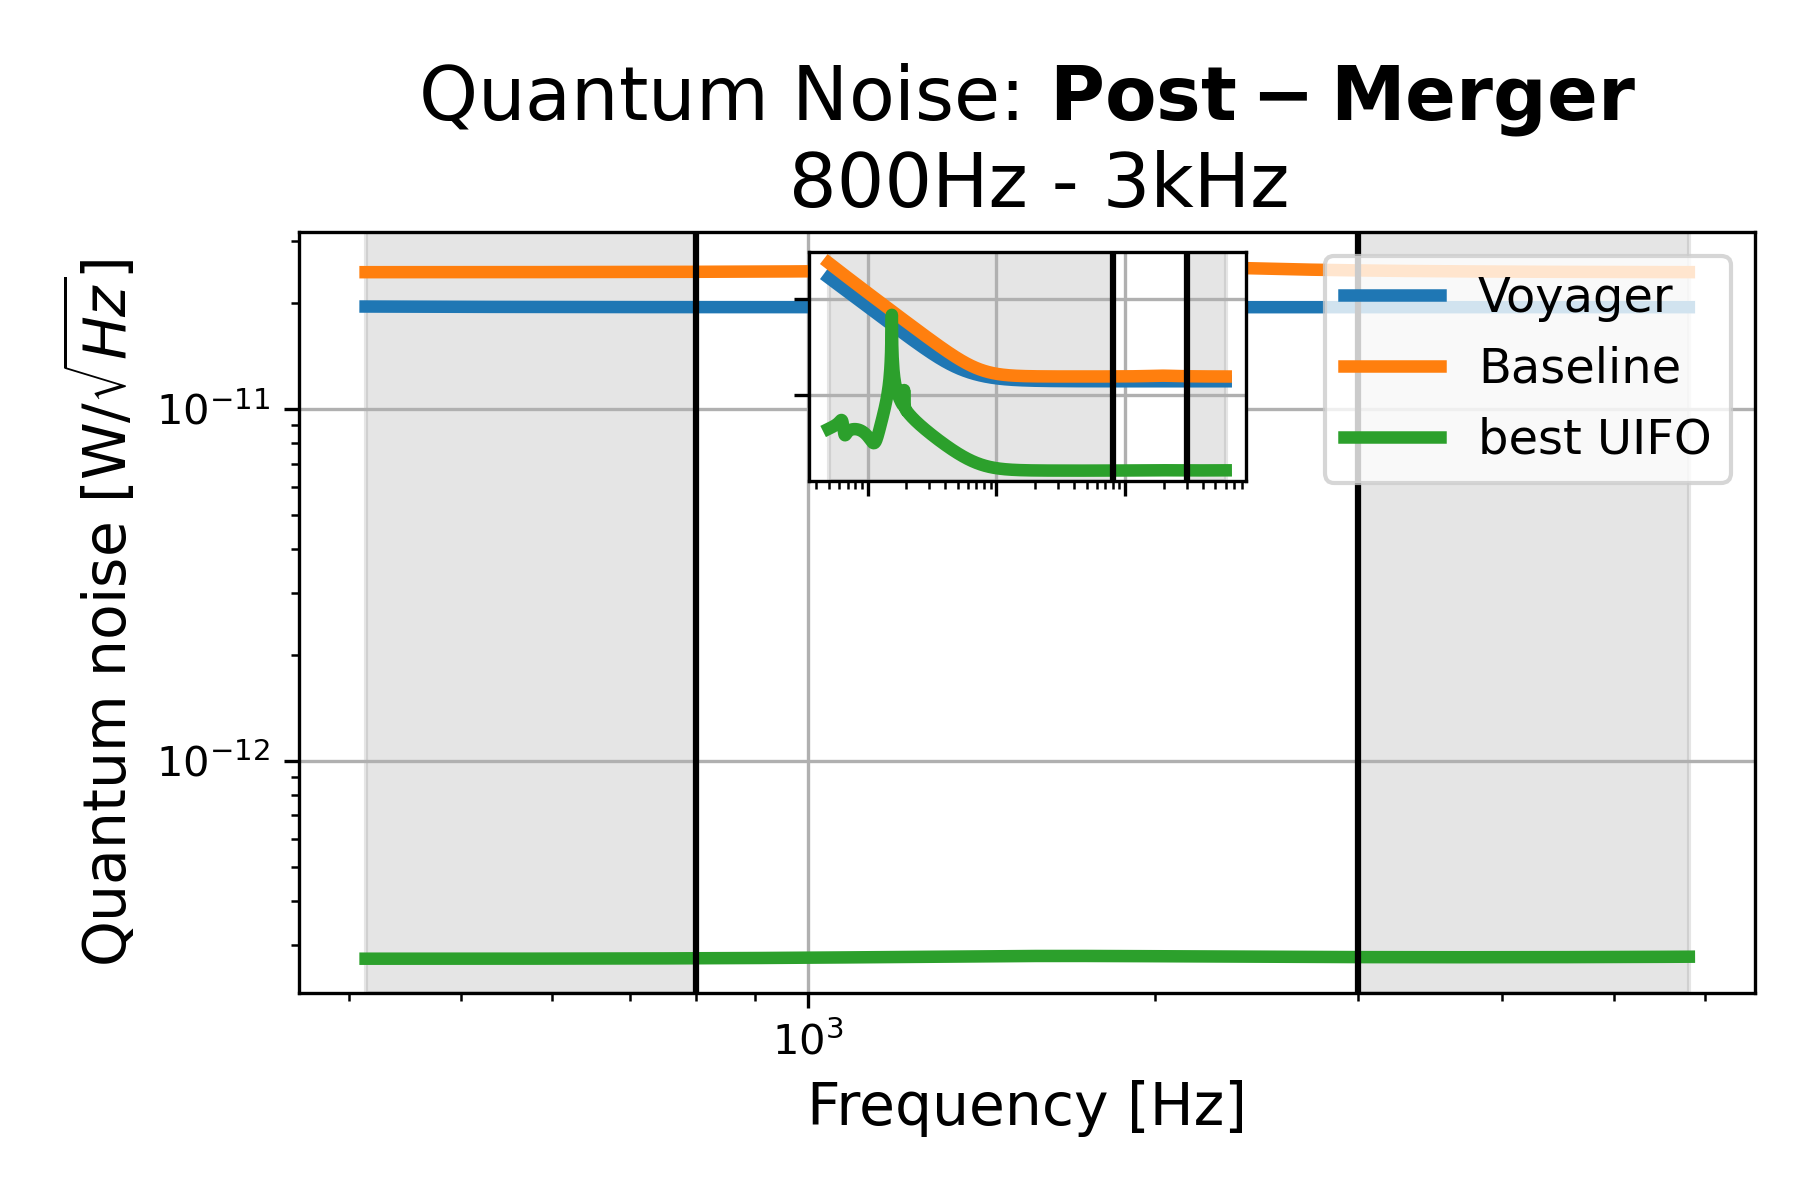 Quantum Noise: Post − Merger
800Hz - 3kHz
Quantum noise [W/√Hz]
10⁻¹¹
10⁻¹²
Voyager
Baseline
best UIFO
10³
Frequency [Hz]